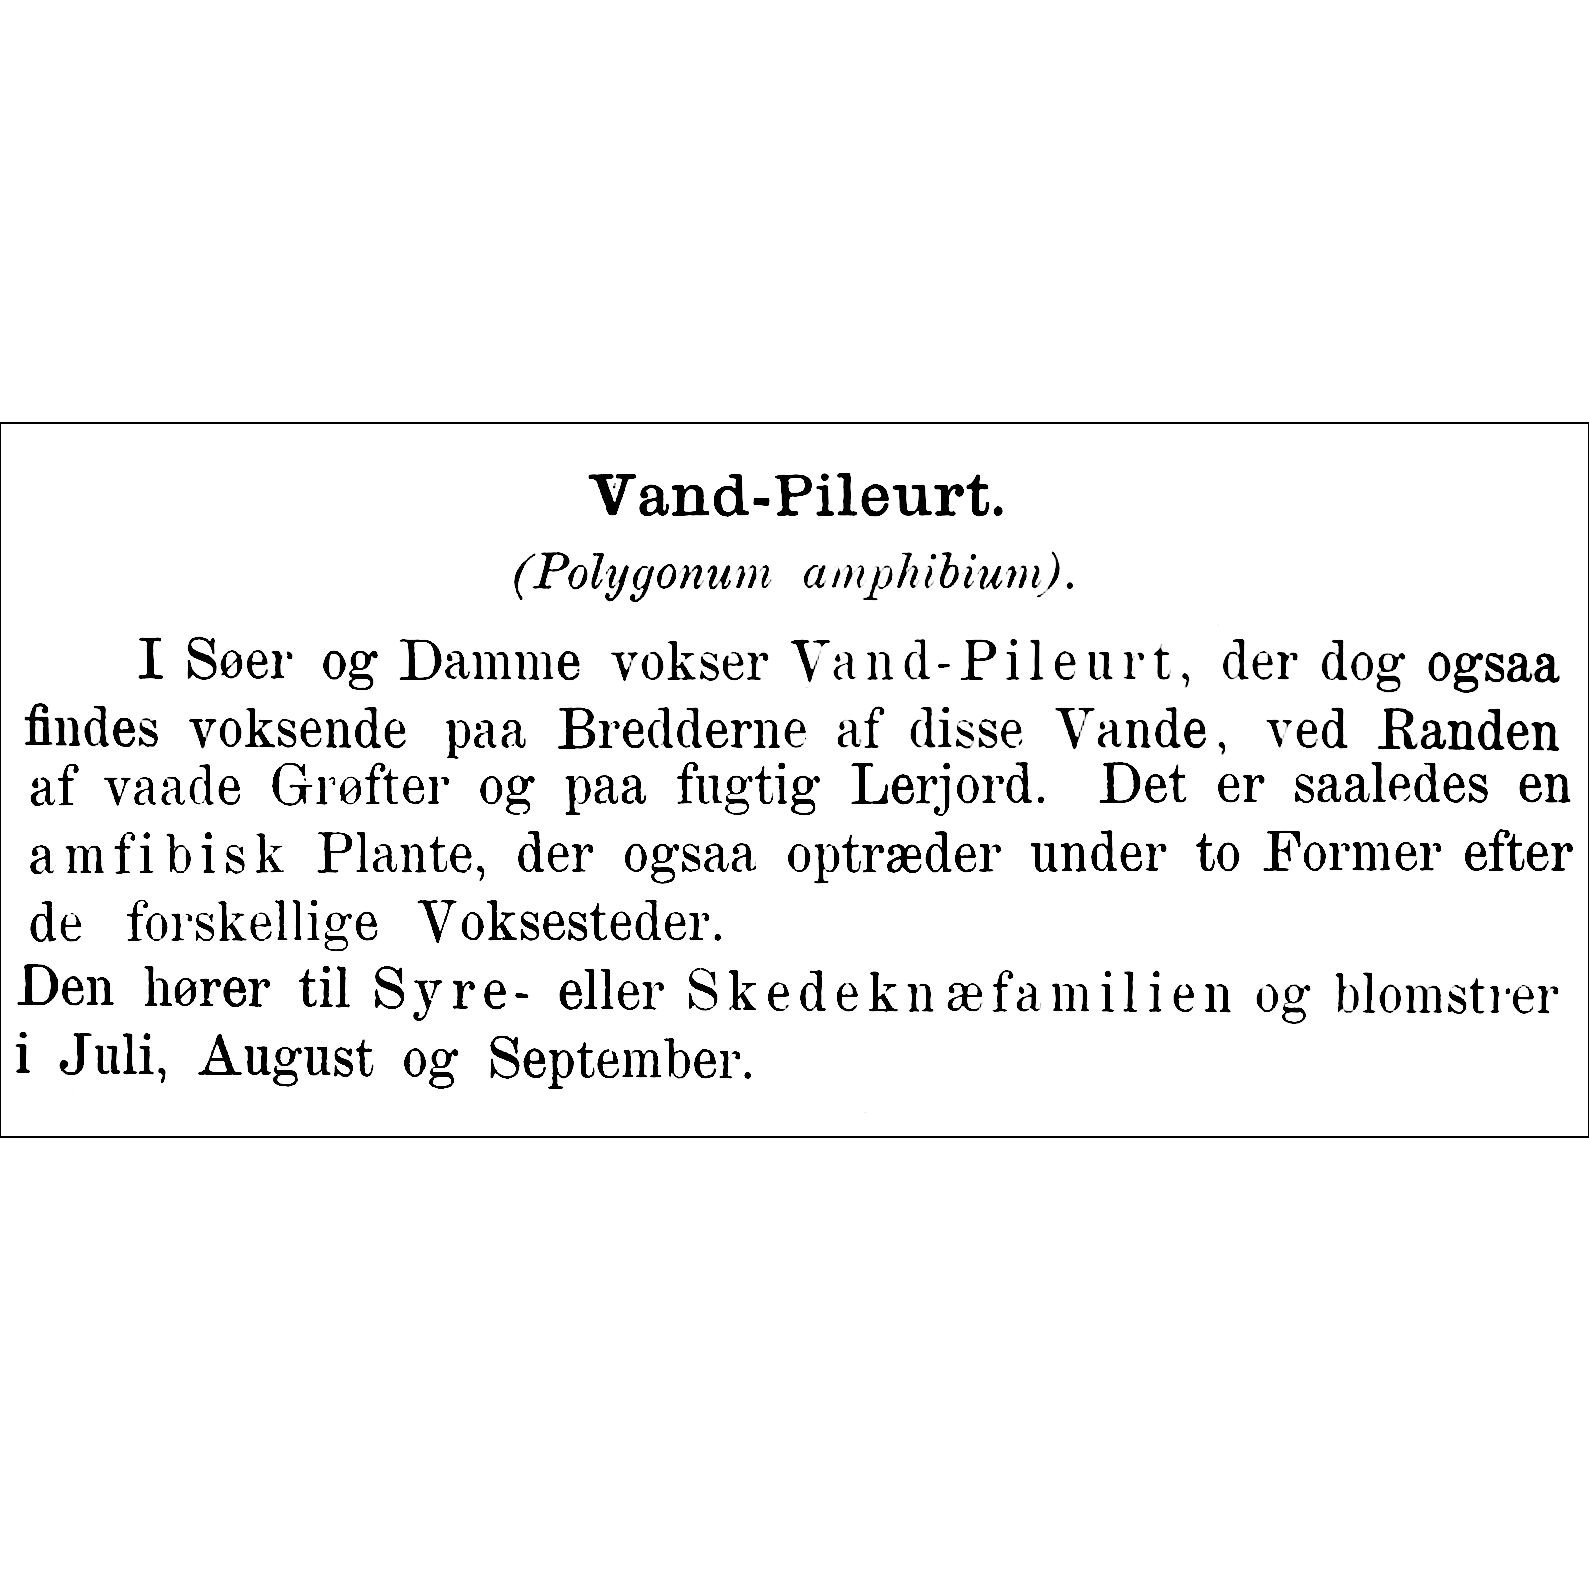 Vand-Pileurt.
(Polygonum amphibium).
I Søer og Damme vokser Vand-Pileurt, der dog ogsaa
findes voksende paa Bredderne af disse Vande, ved Randen
af vaade Grøfter og paa fugtig Lerjord. Det er saaledes en
amfibisk Plante, der ogsaa optræder under to Former efter
de forskellige Voksesteder.
Den hører til Syre- eller Skedeknæfamilien og blomstrer
i Juli, August og September.